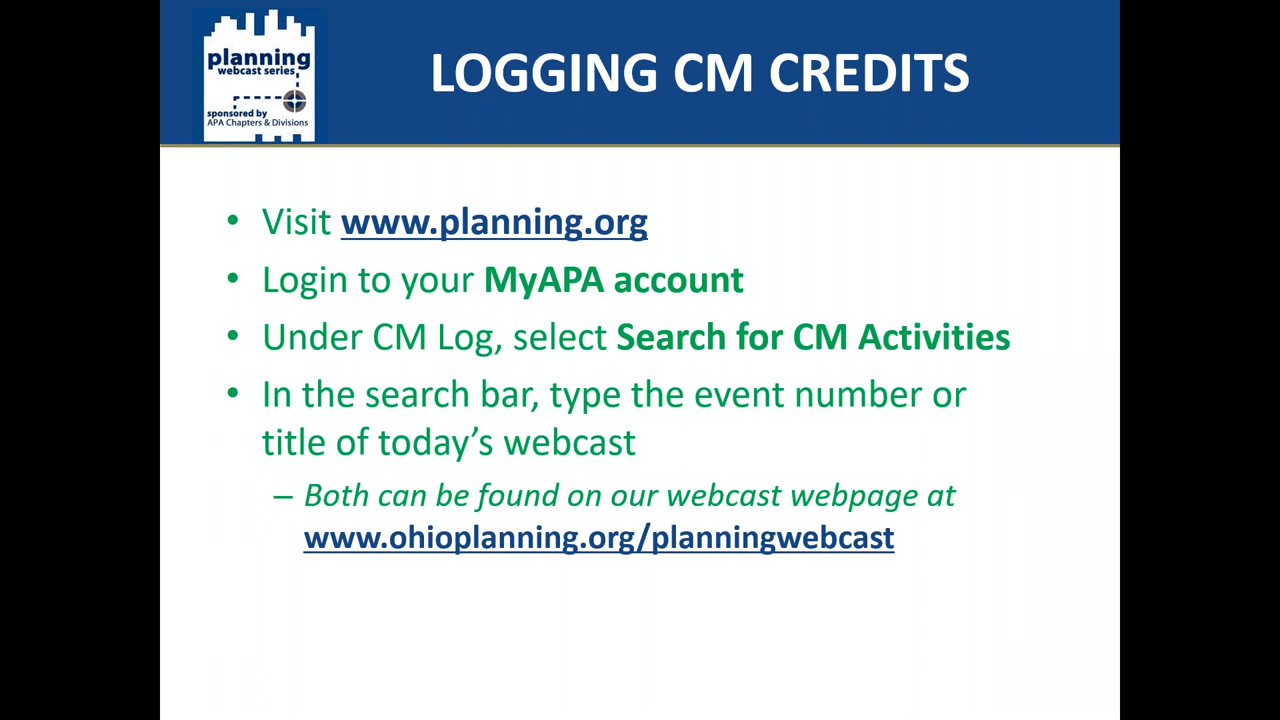 planning
webcast series
sponsored by
APA Chapters & Divisions
LOGGING CM CREDITS
• Visit www.planning.org
• Login to your MyAPA account
• Under CM Log, select Search for CM Activities
• In the search bar, type the event number or
title of today's webcast
– Both can be found on our webcast webpage at
www.ohioplanning.org/planningwebcast